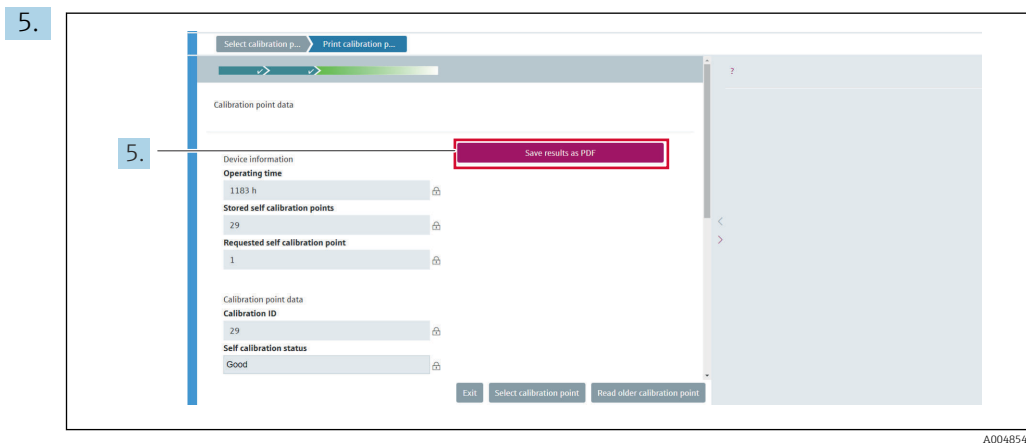 5.
Select calibration p...
Print calibration p...
?
Calibration point data
5.
Save results as PDF
Device information
Operating time
1183 h
Stored self calibration points
29
Requested self calibration point
1
Calibration point data
Calibration ID
29
Self calibration status
Good
Exit
Select calibration point
Read older calibration point
A004854